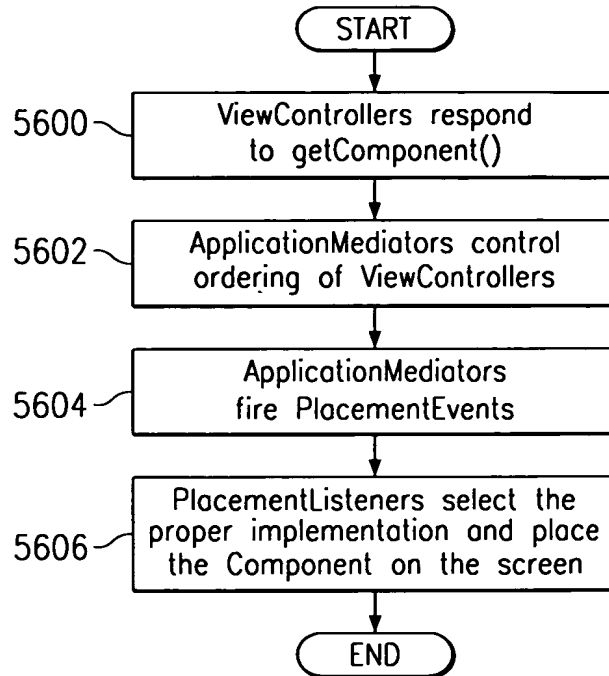 START
5600
ViewControllers respond
to getComponent()
5602
ApplicationMediators control
ordering of ViewControllers
5604
ApplicationMediators
fire PlacementEvents
5606
PlacementListeners select the
proper implementation and place
the Component on the screen
END